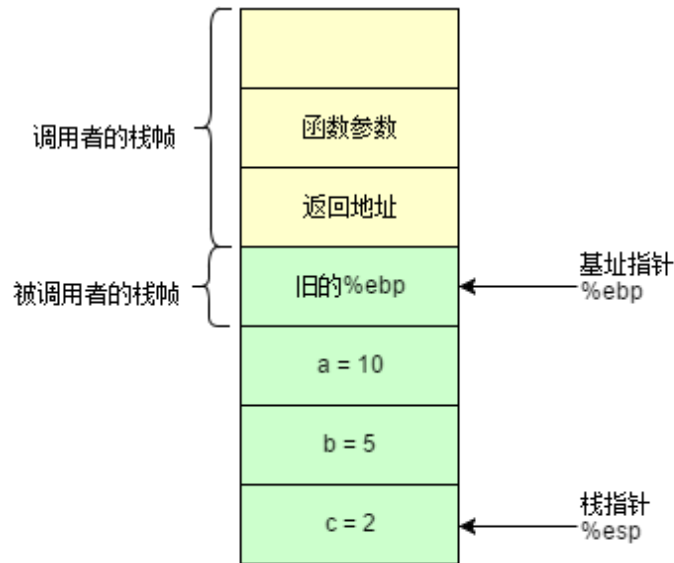 函数参数
调用者的栈帧
返回地址
基址指针
%ebp
旧的%ebp
被调用者的栈帧
a = 10
b = 5
栈指针
%esp
c = 2